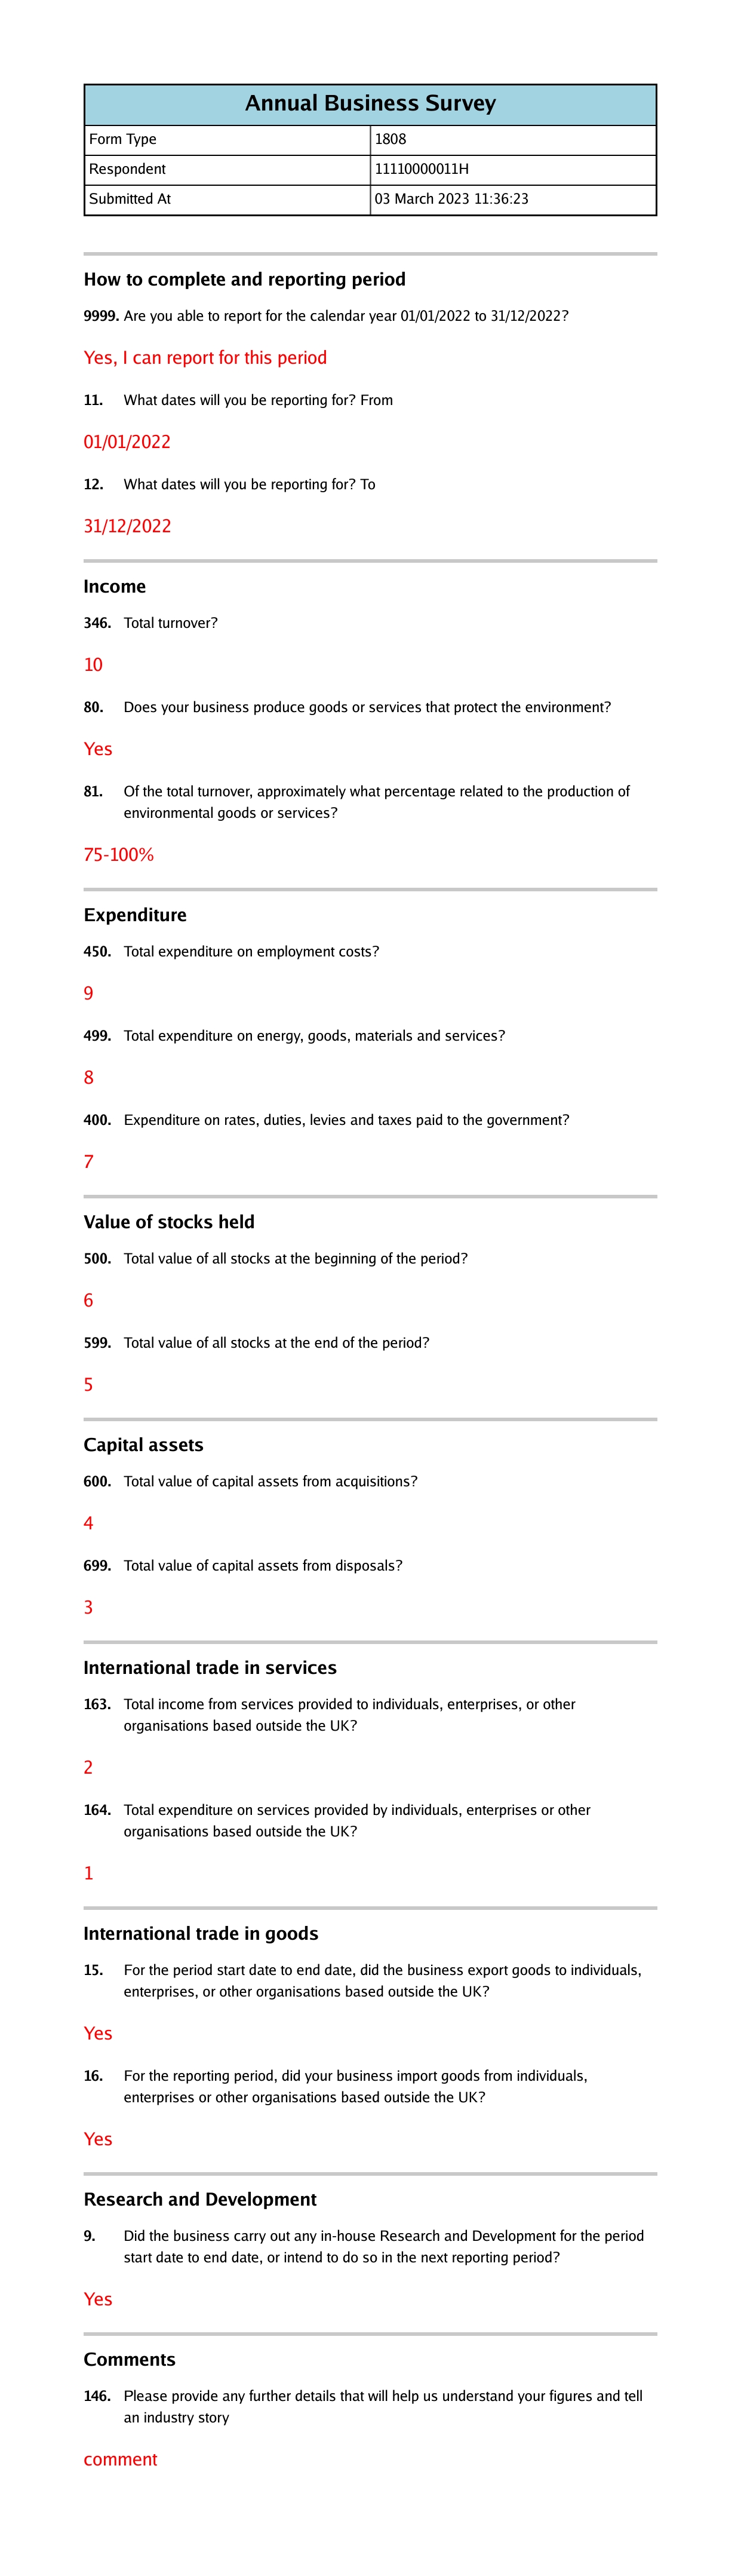 Annual Business Survey
Form Type 1808
Respondent 11110000011H
Submitted At 03 March 2023 11:36:23
How to complete and reporting period
9999. Are you able to report for the calendar year 01/01/2022 to 31/12/2022?
Yes, I can report for this period
11. What dates will you be reporting for? From
01/01/2022
12. What dates will you be reporting for? To
31/12/2022
Income
346. Total turnover?
10
80. Does your business produce goods or services that protect the environment?
Yes
81. Of the total turnover, approximately what percentage related to the production of
environmental goods or services?
75-100%
Expenditure
450. Total expenditure on employment costs?
9
499. Total expenditure on energy, goods, materials and services?
8
400. Expenditure on rates, duties, levies and taxes paid to the government?
7
Value of stocks held
500. Total value of all stocks at the beginning of the period?
6
599. Total value of all stocks at the end of the period?
5
Capital assets
600. Total value of capital assets from acquisitions?
4
699. Total value of capital assets from disposals?
3
International trade in services
163. Total income from services provided to individuals, enterprises, or other
organisations based outside the UK?
2
164. Total expenditure on services provided by individuals, enterprises or other
organisations based outside the UK?
1
International trade in goods
15. For the period start date to end date, did the business export goods to individuals,
enterprises, or other organisations based outside the UK?
Yes
16. For the reporting period, did your business import goods from individuals,
enterprises or other organisations based outside the UK?
Yes
Research and Development
9. Did the business carry out any in-house Research and Development for the period
start date to end date, or intend to do so in the next reporting period?
Yes
Comments
146. Please provide any further details that will help us understand your figures and tell
an industry story
comment